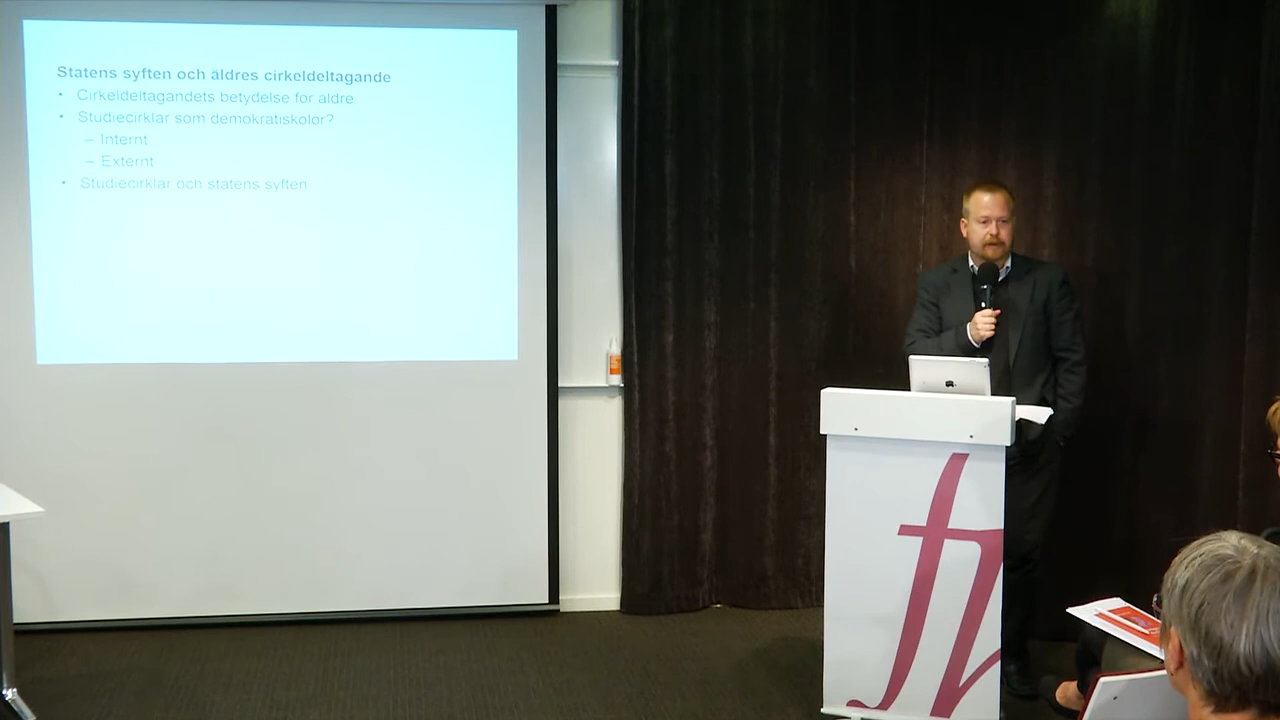 Statens syften och äldres cirkeldeltagande
• Cirkeldeltagandets betydelse för äldre
• Studiecirklar som demokratiskolor?
– Internt
– Externt
• Studiecirklar och statens syften